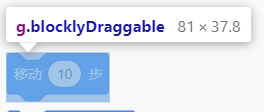 g.blocklyDraggable 81 × 37.8
移动 10 步